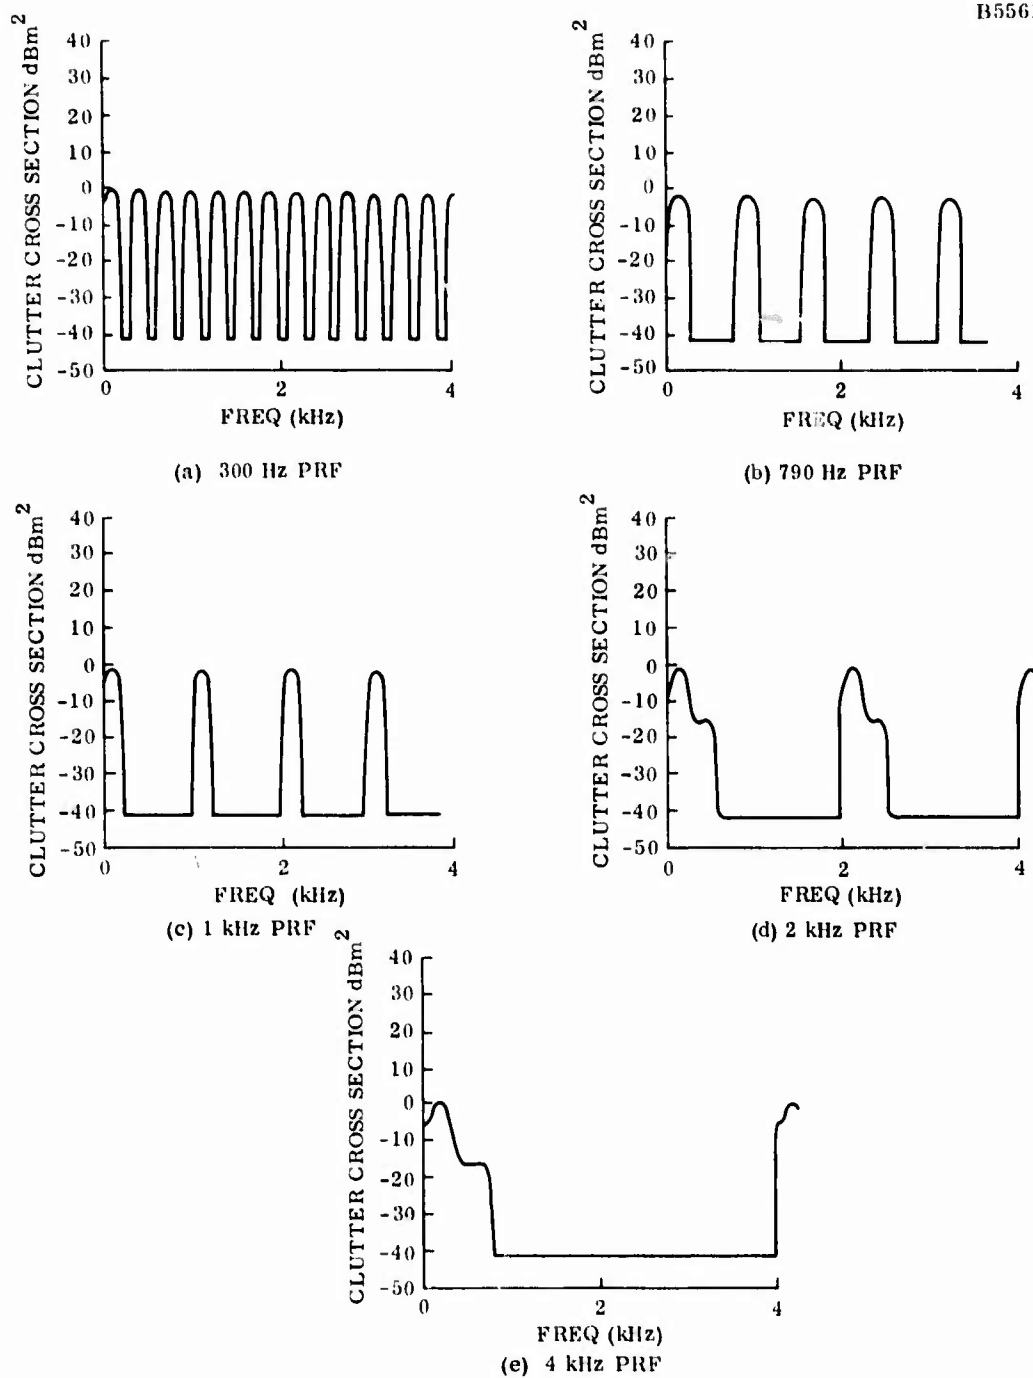 B556
CLUTTER CROSS SECTION dBm²
40
30
20
10
0
-10
-20
-30
-40
-50
0 2 4
FREQ (kHz)
(a) 300 Hz PRF
CLUTTER CROSS SECTION dBm²
40
30
20
10
0
-10
-20
-30
-40
-50
0 2 4
FREQ (kHz)
(b) 790 Hz PRF
CLUTTER CROSS SECTION dBm²
40
30
20
10
0
-10
-20
-30
-40
-50
0 2 4
FREQ (kHz)
(c) 1 kHz PRF
CLUTTER CROSS SECTION dBm²
40
30
20
10
0
-10
-20
-30
-40
-50
0 2 4
FREQ (kHz)
(d) 2 kHz PRF
CLUTTER CROSS SECTION dBm²
40
30
20
10
0
-10
-20
-30
-40
-50
0 2 4
FREQ (kHz)
(e) 4 kHz PRF